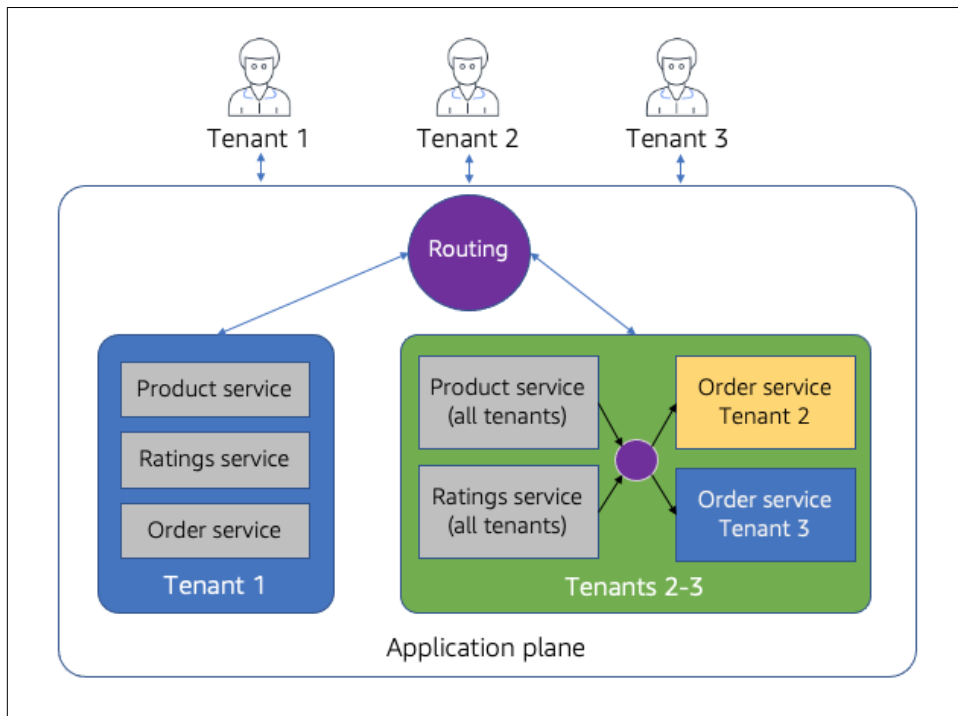 Tenant 1
Tenant 2
Tenant 3
Routing
Product service
Ratings service
Order service
Tenant 1
Product service
(all tenants)
Ratings service
(all tenants)
Order service
Tenant 2
Order service
Tenant 3
Tenants 2-3
Application plane